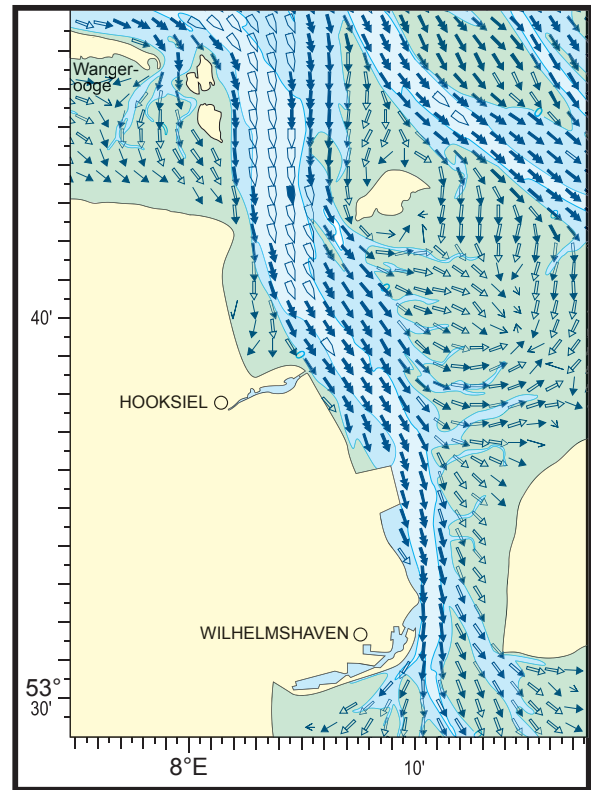 Wanger-
ooge
40'
HOOKSIEL
WILHELMSHAVEN
53°
30'
8°E
10'